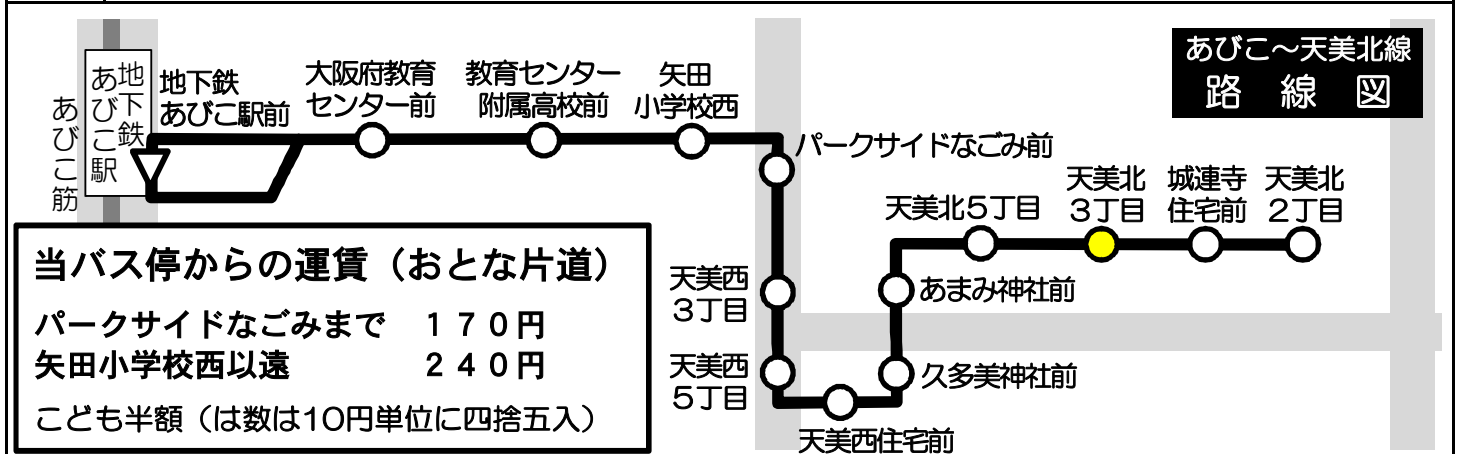 あびこ～天美北線
路　線　図
あびこ筋
地下鉄
あびこ駅
地下鉄
あびこ駅前
大阪府教育
センター前
教育センター
附属高校前
矢田
小学校西
パークサイドなごみ前
天美西
３丁目
天美西
５丁目
天美西住宅前
久多美神社前
あまみ神社前
天美北５丁目
天美北
３丁目
城連寺
住宅前
天美北
２丁目
当バス停からの運賃（おとな片道）
パークサイドなごみまで　１７０円
矢田小学校西以遠　２４０円
こども半額（は数は10円単位に四捨五入）